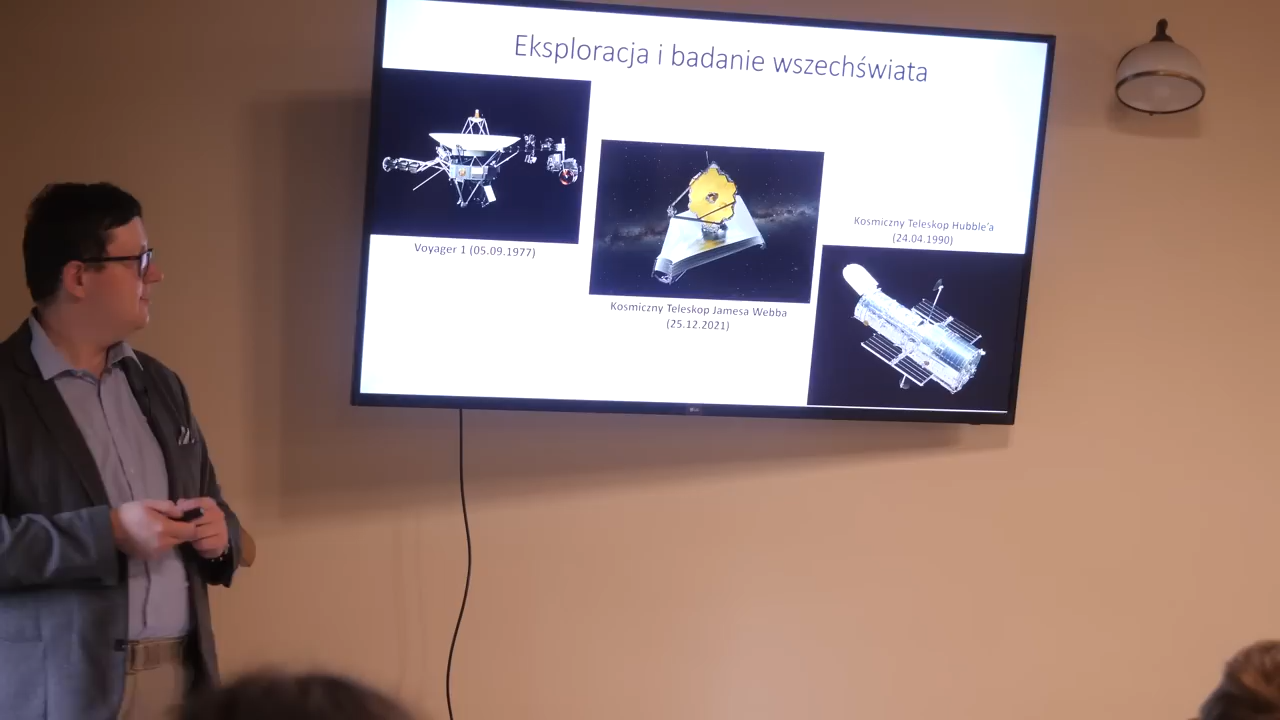 Eksploracja i badanie wszechświata
Voyager 1 (05.09.1977)
Kosmiczny Teleskop Jamesa Webba
(25.12.2021)
Kosmiczny Teleskop Hubble'a
(24.04.1990)
LG